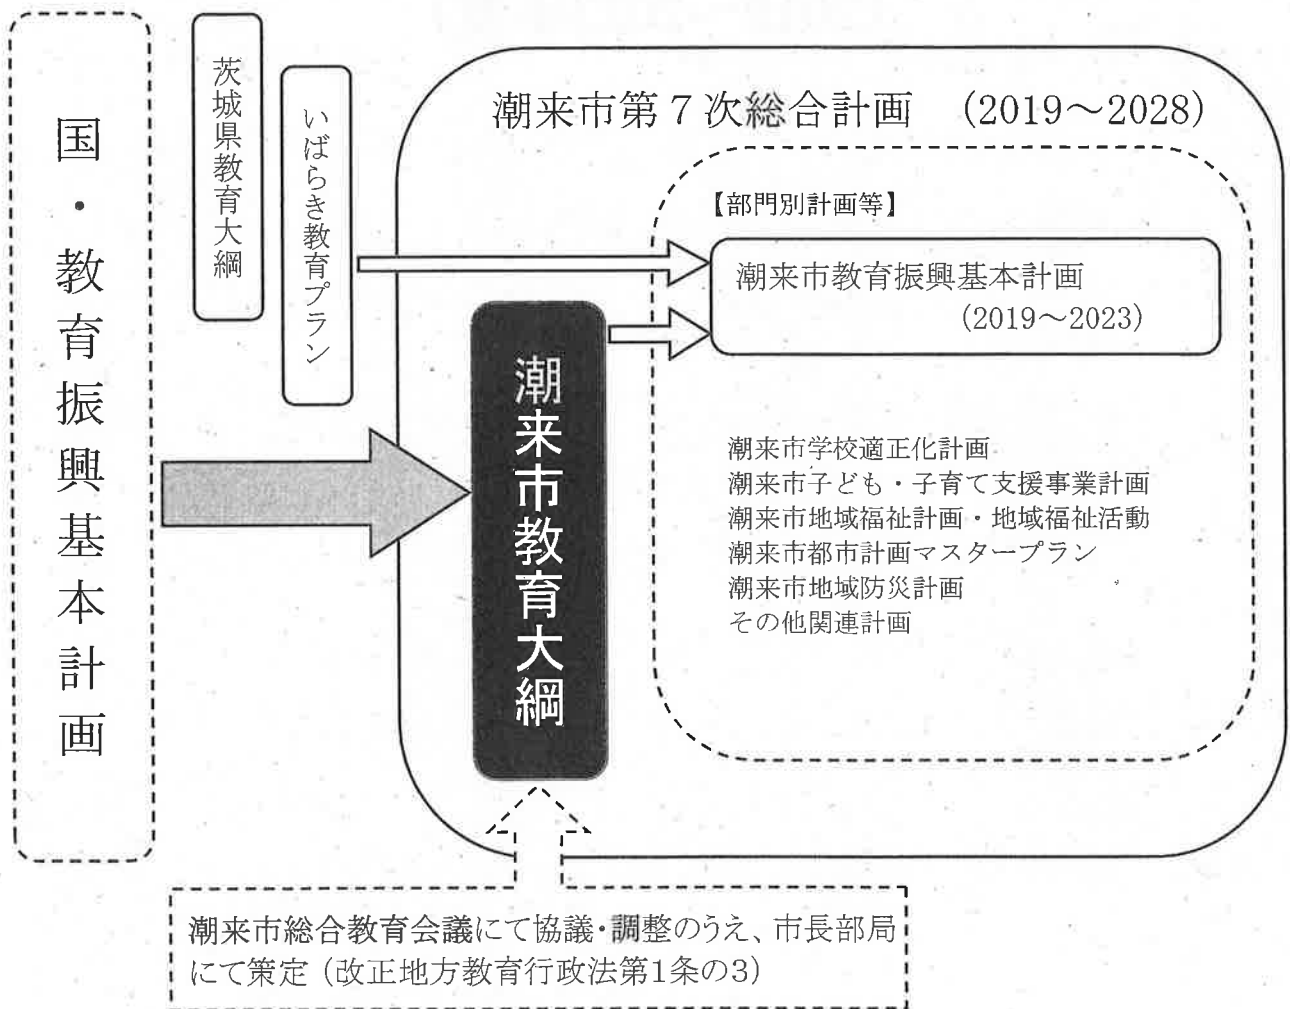 国・教育振興基本計画
茨城県教育大綱
いばらき教育プラン
潮来市第７次総合計画　(2019～2028)
【部門別計画等】
潮来市教育振興基本計画
(2019～2023)
潮来市教育大綱
潮来市学校適正化計画
潮来市子ども・子育て支援事業計画
潮来市地域福祉計画・地域福祉活動
潮来市都市計画マスタープラン
潮来市地域防災計画
その他関連計画
潮来市総合教育会議にて協議・調整のうえ、市長部局
にて策定（改正地方教育行政法第1条の3）